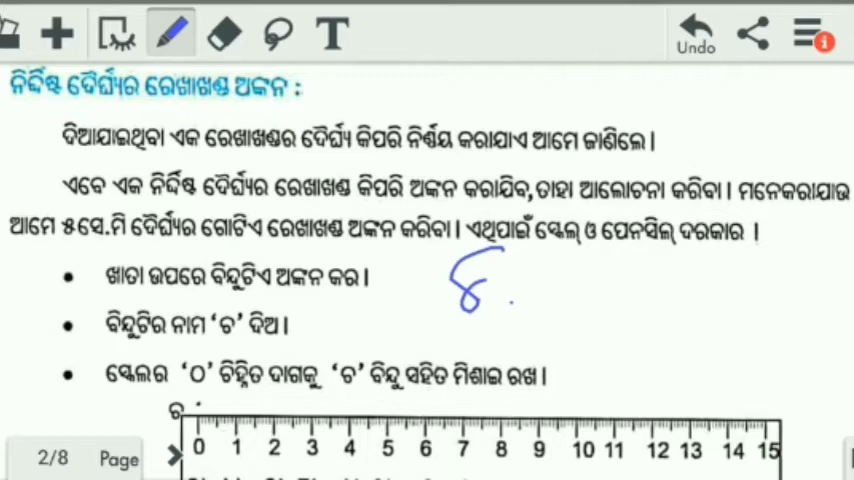 T
Undo
i
ନିର୍ଦ୍ଦିଷ୍ଟ ଦୈର୍ଘ୍ୟର ରେଖାଖଣ୍ଡ ଅଙ୍କନ :
ଦିଆଯାଇଥିବା ଏକ ରେଖାଖଣ୍ଡର ଦୈର୍ଘ୍ୟ କିପରି ନିର୍ଣ୍ଣୟ କରାଯାଏ ଆମେ ଜାଣିଲେ ।
ଏବେ ଏକ ନିର୍ଦ୍ଦିଷ୍ଟ ଦୈର୍ଘ୍ୟର ରେଖାଖଣ୍ଡ କିପରି ଅଙ୍କନ କରାଯିବ, ତାହା ଆଲୋଚନା କରିବା । ମନେକରାଯାଉ
ଆମେ ୫ସେ.ମି ଦୈର୍ଘ୍ୟର ଗୋଟିଏ ରେଖାଖଣ୍ଡ ଅଙ୍କନ କରିବା । ଏଥିପାଇଁ ସ୍କେଲ୍ ଓ ପେନସିଲ୍ ଦରକାର ।
• ଖାତା ଉପରେ ବିନ୍ଦୁଟିଏ ଅଙ୍କନ କର ।
• ବିନ୍ଦୁଟିର ନାମ ‘ଚ’ ଦିଅ ।
• ସ୍କେଲର ‘୦’ ଚିହ୍ନିତ ଦାଗକୁ ‘ଚ’ ବିନ୍ଦୁ ସହିତ ମିଶାଇ ରଖ ।
ଚ
0 1 2 3 4 5 6 7 8 9 10 11 12 13 14 15
2/8 Page